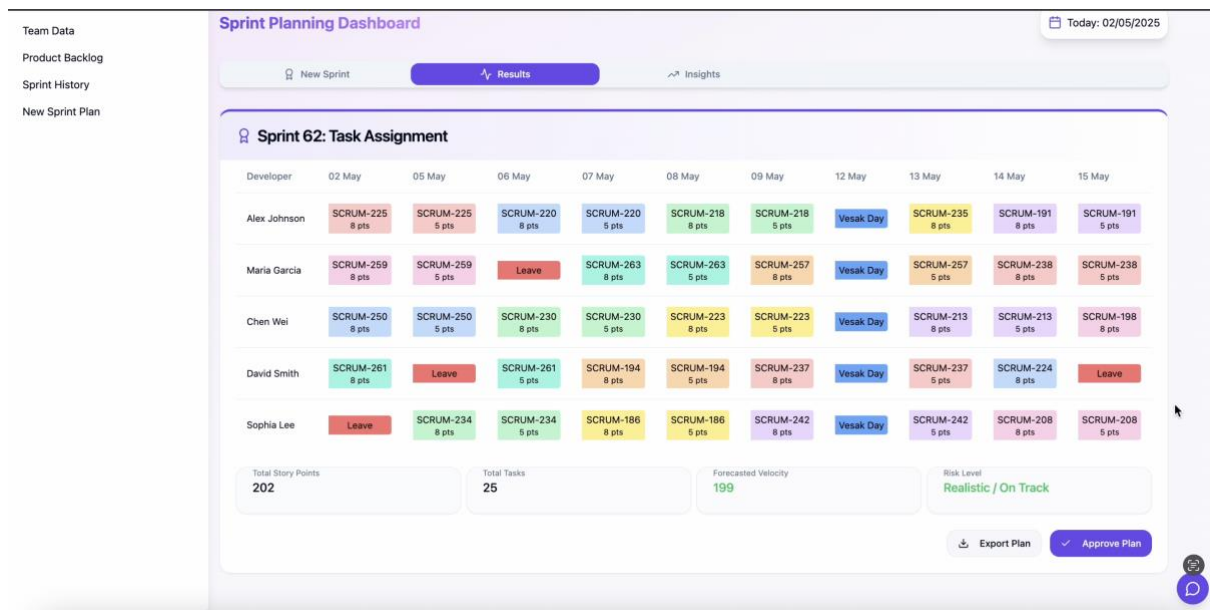 Team Data
Product Backlog
Sprint History
New Sprint Plan
Sprint Planning Dashboard
Today: 02/05/2025
New Sprint
Results
Insights
Sprint 62: Task Assignment
Developer 02 May 05 May 06 May 07 May 08 May 09 May 12 May 13 May 14 May 15 May
Alex Johnson SCRUM-225 SCRUM-225 SCRUM-220 SCRUM-220 SCRUM-218 SCRUM-218 Vesak Day SCRUM-235 SCRUM-191 SCRUM-191
8 pts 5 pts 8 pts 5 pts 8 pts 5 pts 8 pts 8 pts 5 pts
Maria Garcia SCRUM-259 SCRUM-259 Leave SCRUM-263 SCRUM-263 SCRUM-257 Vesak Day SCRUM-257 SCRUM-238 SCRUM-238
8 pts 5 pts 8 pts 5 pts 8 pts 5 pts 8 pts 5 pts
Chen Wei SCRUM-250 SCRUM-250 SCRUM-230 SCRUM-230 SCRUM-223 SCRUM-223 Vesak Day SCRUM-213 SCRUM-213 SCRUM-198
8 pts 5 pts 8 pts 5 pts 8 pts 5 pts 8 pts 5 pts 8 pts
David Smith SCRUM-261 Leave SCRUM-261 SCRUM-194 SCRUM-194 SCRUM-237 Vesak Day SCRUM-237 SCRUM-224 Leave
8 pts 5 pts 8 pts 5 pts 8 pts 5 pts 8 pts
Sophia Lee Leave SCRUM-234 SCRUM-234 SCRUM-186 SCRUM-186 SCRUM-242 Vesak Day SCRUM-242 SCRUM-208 SCRUM-208
8 pts 5 pts 8 pts 5 pts 8 pts 5 pts 8 pts 5 pts
Total Story Points Total Tasks Forecasted Velocity Risk Level
202 25 199 Realistic / On Track
Export Plan Approve Plan